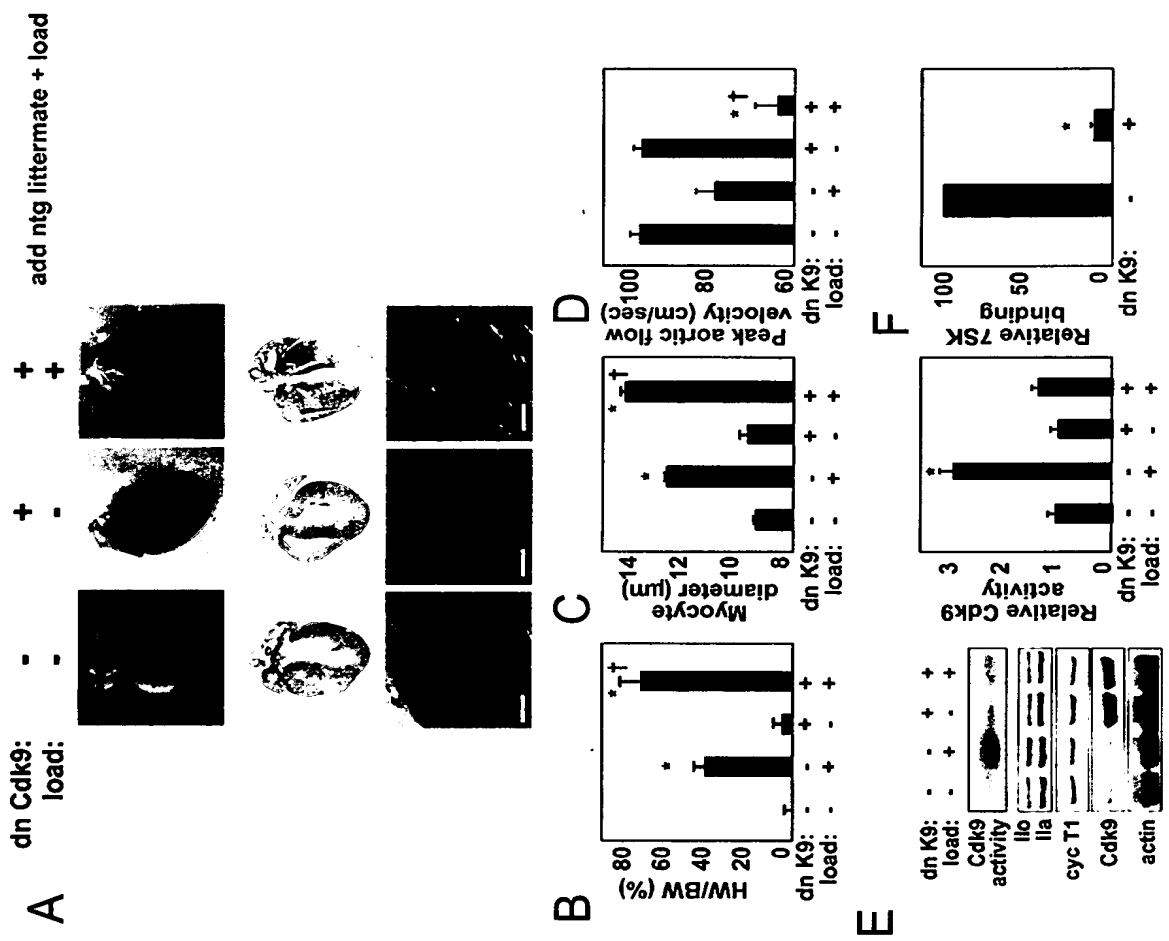 A
dn Cdk9: - + +
load: - - +
add ntg littermate + load
B
HW/BW (%)
80
60
40
20
0
* * †
dn K9: - - + +
load: - + - +
C
Myocyte diameter (µm)
14
12
10
8
* * †
dn K9: - - + +
load: - + - +
D
Peak aortic flow velocity (cm/sec)
100
80
60
* †
dn K9: - - + +
load: - + - +
E
dn K9: - - + +
load: - + - +
Cdk9 activity
IIo
IIa
cyc T1
Cdk9
actin
Relative Cdk9 activity
3
2
1
0
*
dn K9: - - + +
load: - + - +
F
Relative 7SK binding
100
50
0
*
dn K9: - +